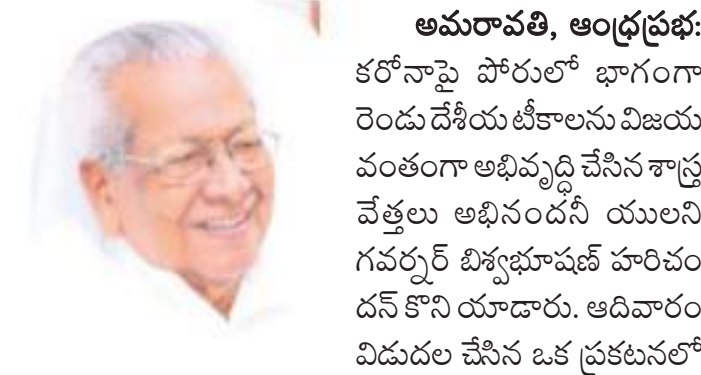 అమరావతి, ఆంధ్రప్రభ:
కరోనాపై పోరులో భాగంగా
రెండు దేశీయ టీకాలను విజయ
వంతంగా అభివృద్ధి చేసిన శాస్త్ర
వేత్తలు అభినందనీ యులని
గవర్నర్ బిశ్వభూషణ్ హరిచం
దన్ కొని యాడారు. ఆదివారం
విడుదల చేసిన ఒక ప్రకటనలో